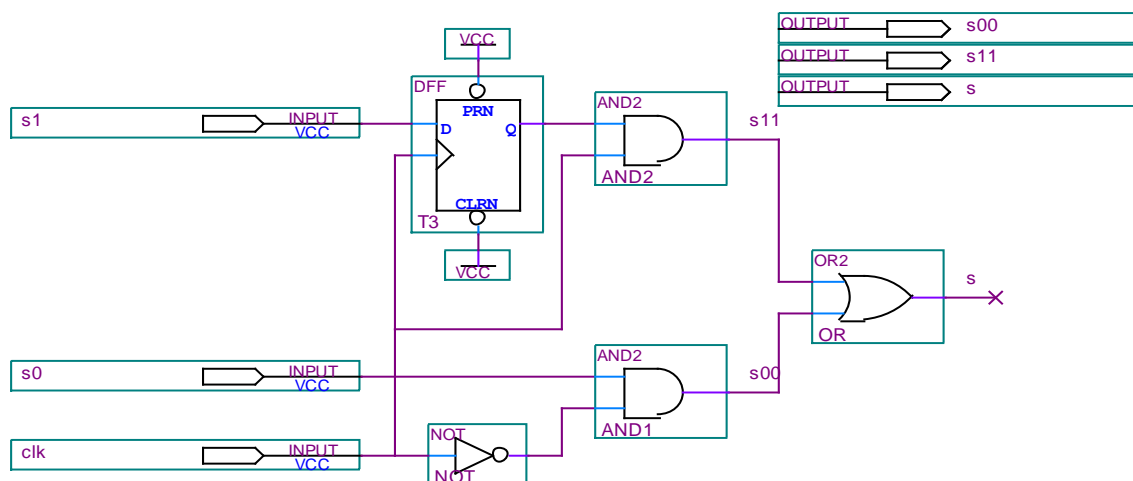 OUTPUT s00
OUTPUT s11
OUTPUT s
VCC
DFF
PRN
D Q
CLRN
T3
VCC
s1 INPUT
VCC
AND2
AND2
s11
OR2
OR
s
s0 INPUT
VCC
AND2
AND1
s00
clk INPUT
VCC
NOT
NOT